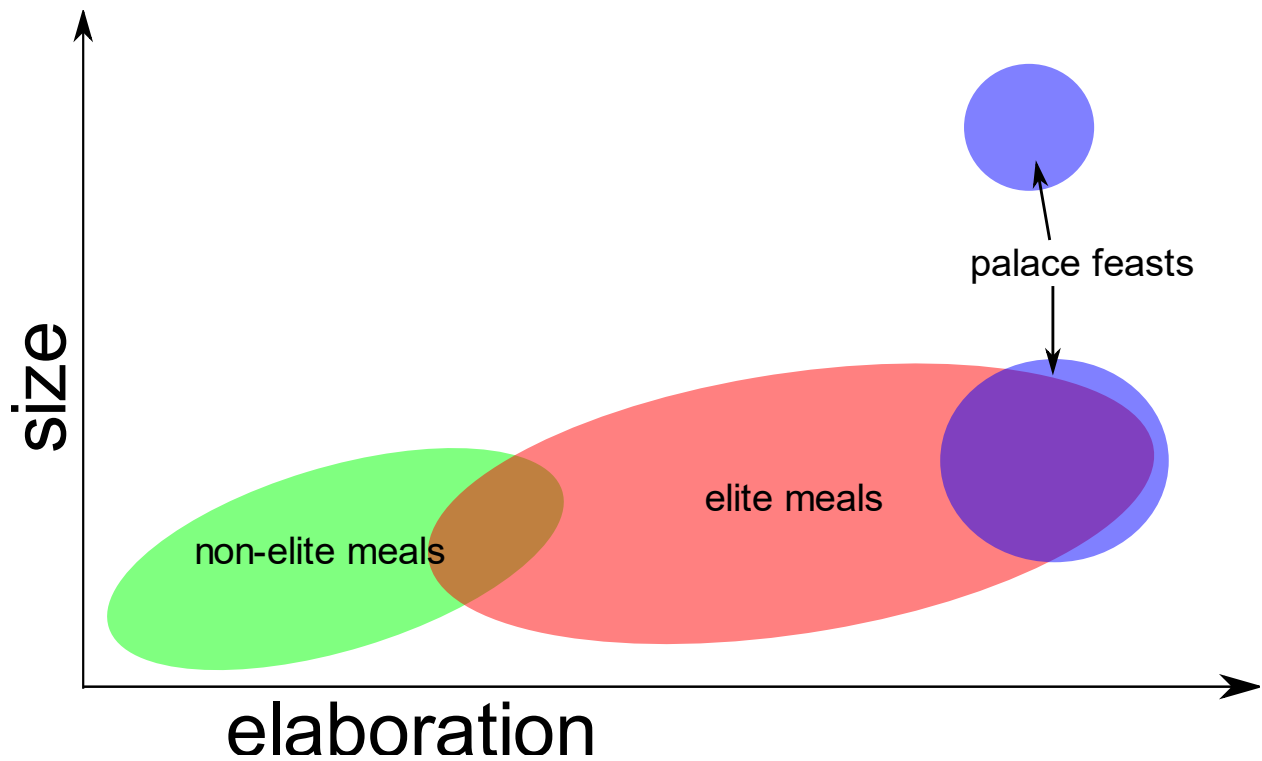 palace feasts
size
elite meals
non-elite meals
elaboration